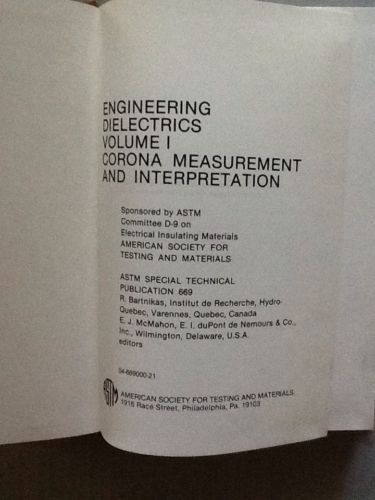 ENGINEERING
DIELECTRICS
VOLUME I
CORONA MEASUREMENT
AND INTERPRETATION
Sponsored by ASTM
Committee D-9 on
Electrical Insulating Materials
AMERICAN SOCIETY FOR
TESTING AND MATERIALS
ASTM SPECIAL TECHNICAL
PUBLICATION 669
R. Bartnikas, Institut de Recherche, Hydro-
Quebec, Varennes, Quebec, Canada
E. J. McMahon, E. I. duPont de Nemours & Co.,
Inc., Wilmington, Delaware, U.S.A.
editors
04-669000-21
ASTM
AMERICAN SOCIETY FOR TESTING AND MATERIALS
1916 Race Street, Philadelphia, Pa. 19103